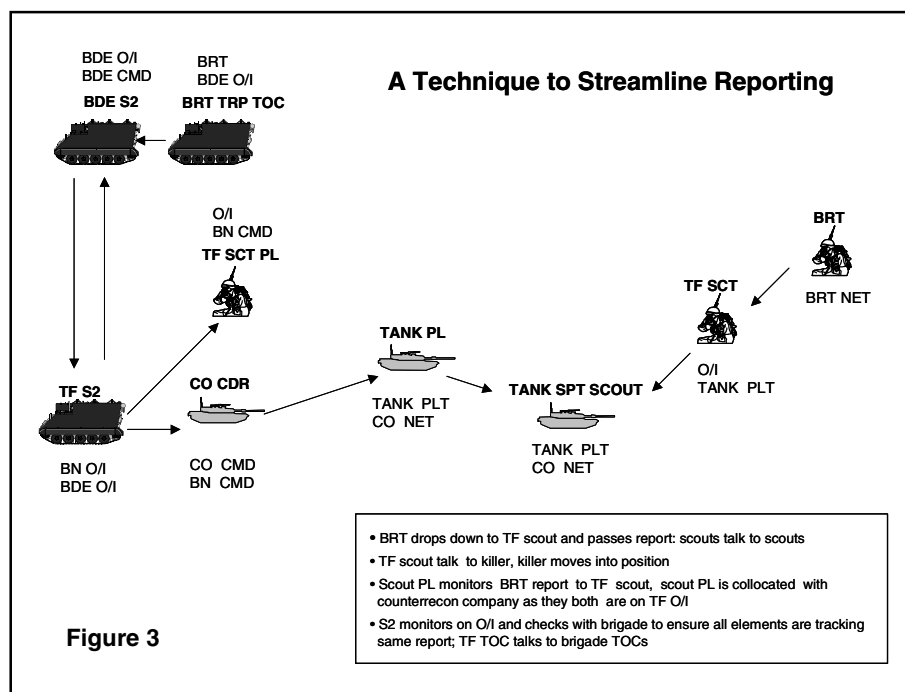 A Technique to Streamline Reporting
BDE O/I
BDE CMD
BDE S2
BRT
BDE O/I
BRT TRP TOC
O/I
BN CMD
TF SCT PL
BRT
BRT NET
TF SCT
O/I
TANK PLT
TANK PL
TANK PLT
CO NET
TANK SPT SCOUT
TANK PLT
CO NET
TF S2
BN O/I
BDE O/I
CO CDR
CO CMD
BN CMD
• BRT drops down to TF scout and passes report: scouts talk to scouts
• TF scout talk to killer, killer moves into position
• Scout PL monitors BRT report to TF scout, scout PL is collocated with
counterrecon company as they both are on TF O/I
• S2 monitors on O/I and checks with brigade to ensure all elements are tracking
same report; TF TOC talks to brigade TOCs
Figure 3